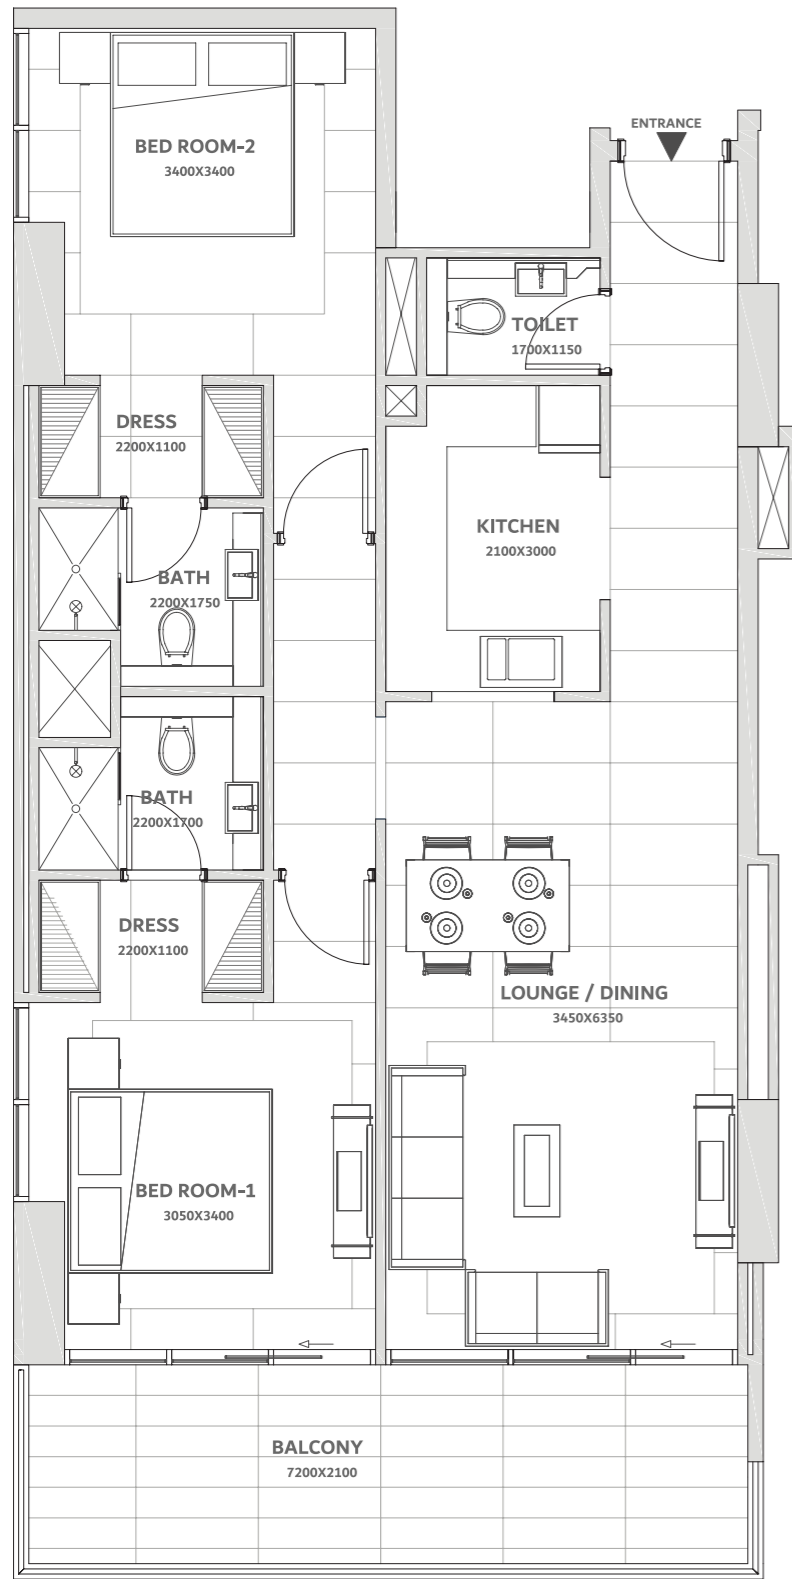 ENTRANCE
BED ROOM-2
3400X3400
TOILET
1700X1150
DRESS
2200X1100
KITCHEN
2100X3000
BATH
2200X1750
BATH
2200X1700
DRESS
2200X1100
LOUNGE / DINING
3450X6350
BED ROOM-1
3050X3400
BALCONY
7200X2100